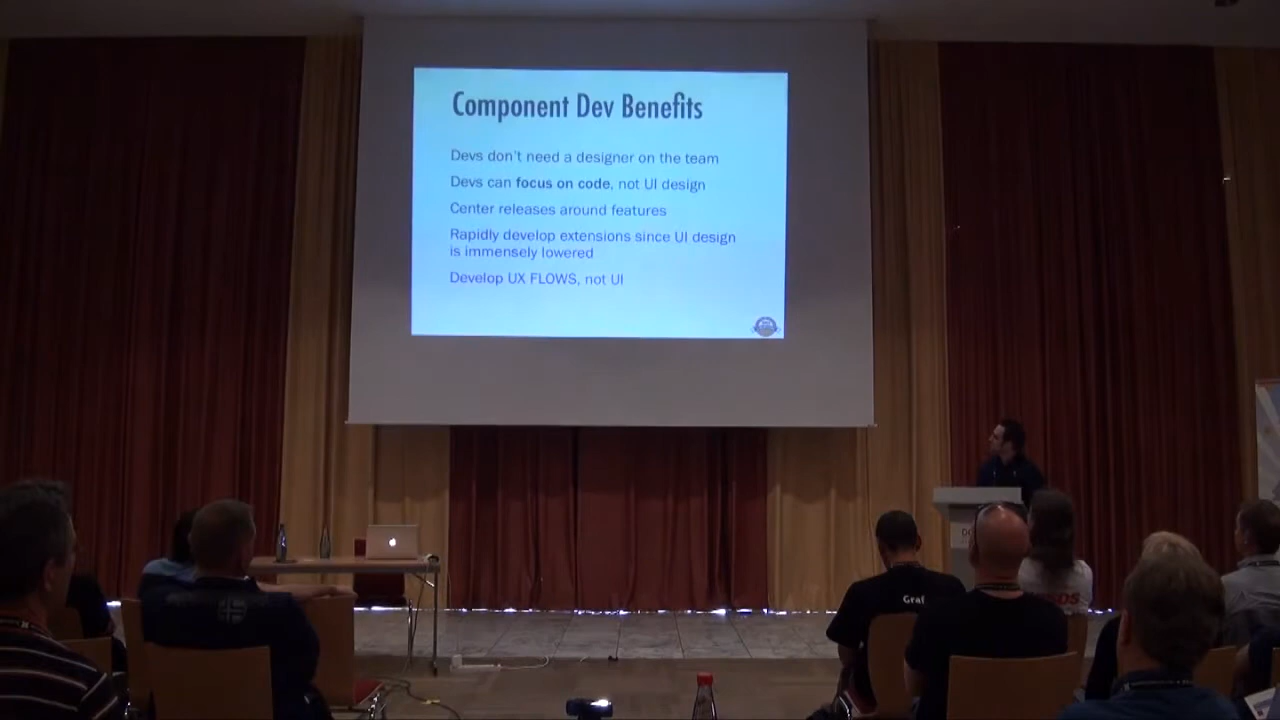 Component Dev Benefits
Devs don't need a designer on the team
Devs can focus on code, not UI design
Center releases around features
Rapidly develop extensions since UI design
is immensely lowered
Develop UX FLOWS, not UI
Graf